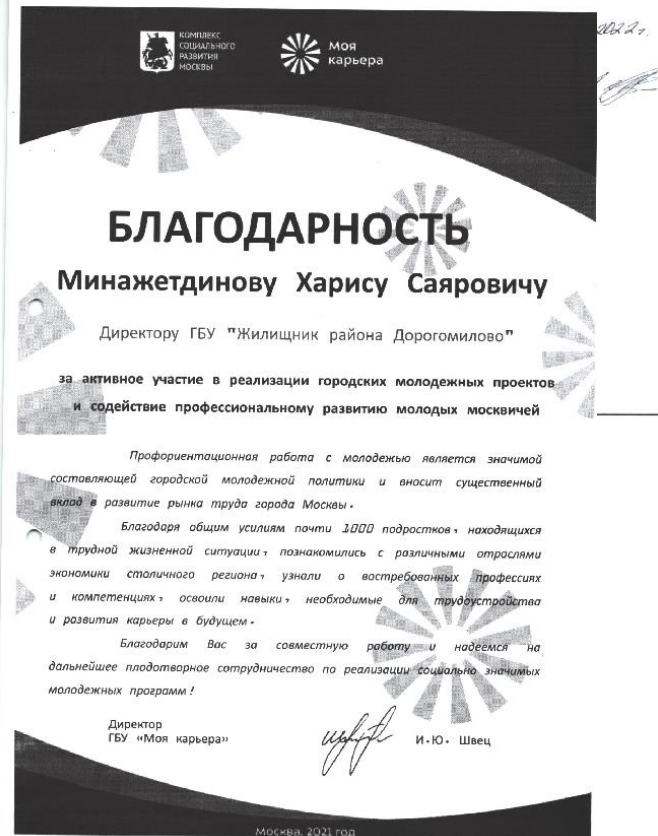 КОМПЛЕКС
СОЦИАЛЬНОГО
РАЗВИТИЯ
МОСКВЫ
Моя
карьера
2022г.
БЛАГОДАРНОСТЬ
Минажетдинову Харису Саяровичу
Директору ГБУ "Жилищник района Дорогомилово"
за активное участие в реализации городских молодежных проектов
и содействие профессиональному развитию молодых москвичей
Профориентационная работа с молодежью является значимой
составляющей городской молодежной политики и вносит существенный
вклад в развитие рынка труда города Москвы.
Благодаря общим усилиям почти 1000 подростков, находящихся
в трудной жизненной ситуации, познакомились с различными отраслями
экономики столичного региона, узнали о востребованных профессиях
и компетенциях, освоили навыки, необходимые для трудоустройства
и развития карьеры в будущем.
Благодарим Вас за совместную работу и надеемся на
дальнейшее плодотворное сотрудничество по реализации социально значимых
молодежных программ!
Директор
ГБУ «Моя карьера»
И.Ю. Швец
Москва, 2021 год